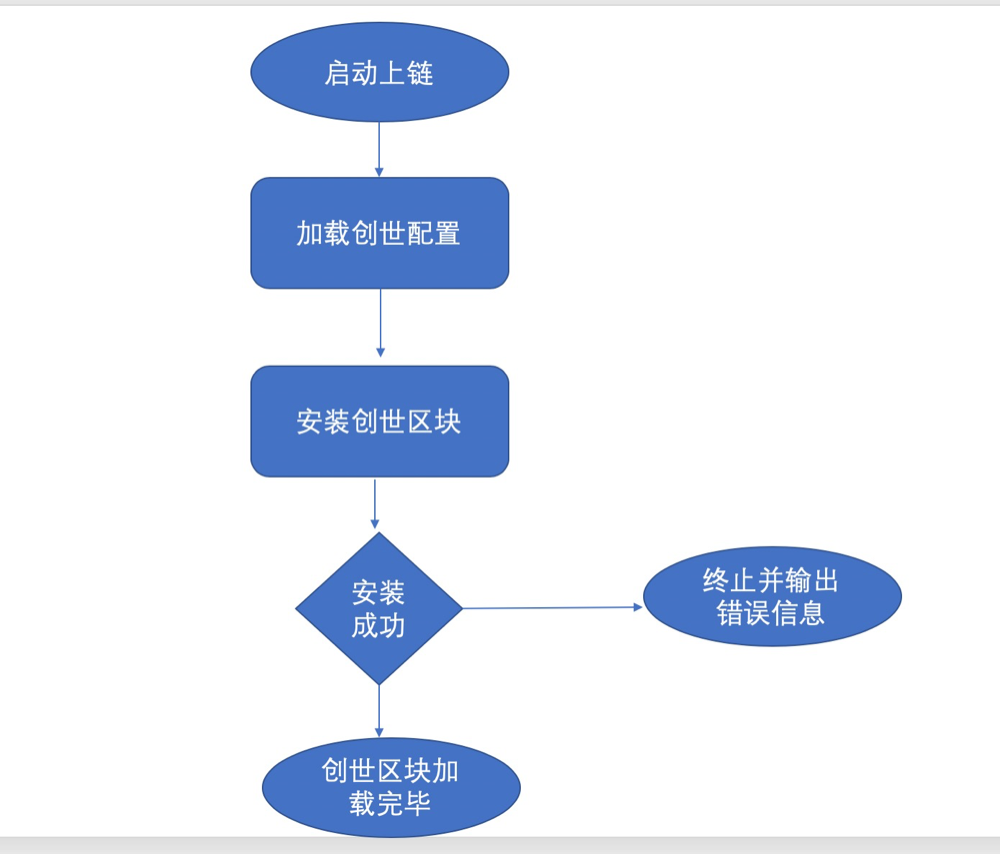 启动上链
加载创世配置
安装创世区块
安装
成功
终止并输出
错误信息
创世区块加
载完毕